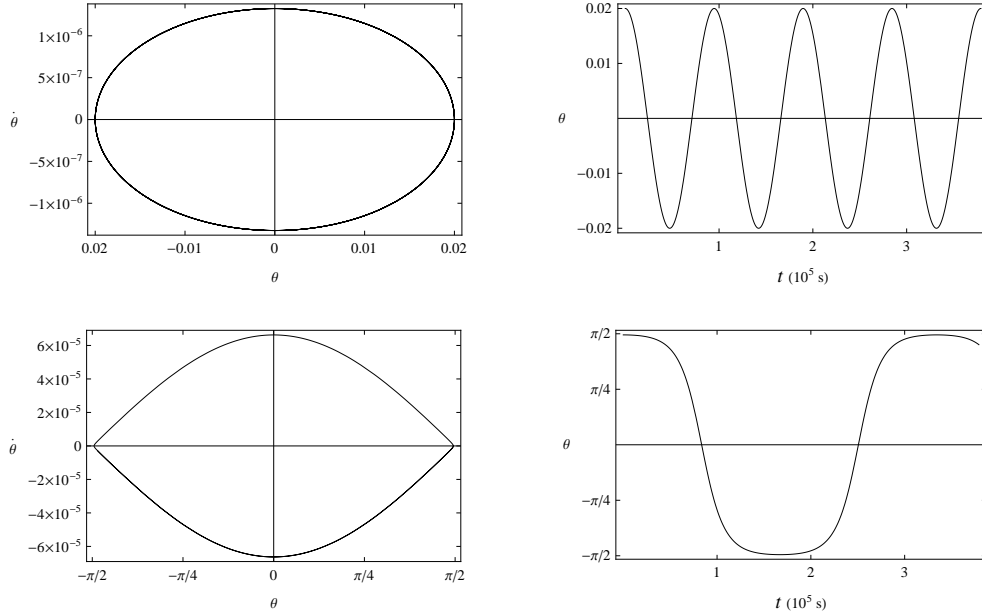 1×10⁻⁶
5×10⁻⁷
θ̇ 0
−5×10⁻⁷
−1×10⁻⁶
0.02 −0.01 0 0.01 0.02
θ
0.02
0.01
θ
−0.01
−0.02
1 2 3
t (10⁵ s)
6×10⁻⁵
4×10⁻⁵
2×10⁻⁵
θ̇ 0
−2×10⁻⁵
−4×10⁻⁵
−6×10⁻⁵
−π/2 −π/4 0 π/4 π/2
θ
π/2
π/4
θ
−π/4
−π/2
1 2 3
t (10⁵ s)